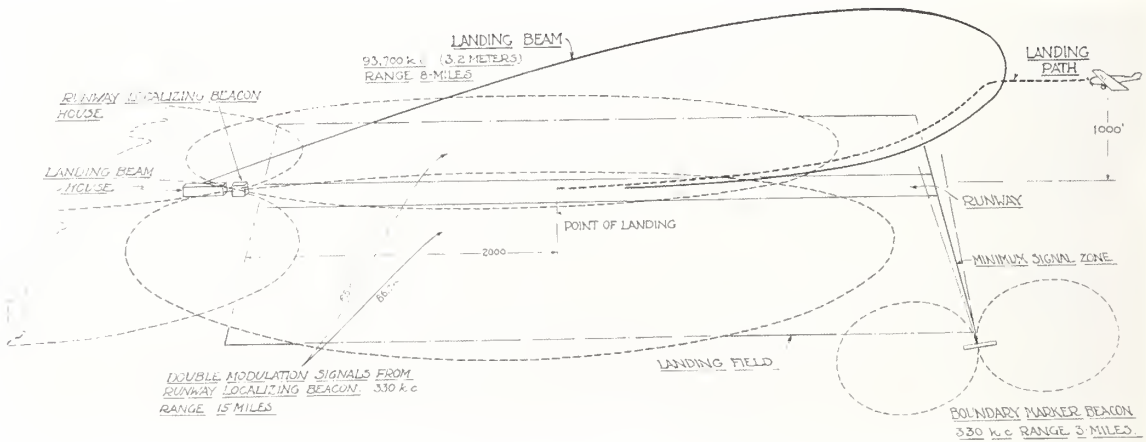 LANDING BEAM
93,700 k c (3.2 METERS)
RANGE 8-MILES
LANDING
PATH
1000'
RUNWAY LOCALIZING BEACON
HOUSE
LANDING BEAM
HOUSE
RUNWAY
POINT OF LANDING
2000
MINIMUX SIGNAL ZONE
LANDING FIELD
DOUBLE MODULATION SIGNALS FROM
RUNWAY LOCALIZING BEACON. 330 k c
RANGE 15 MILES
BOUNDARY MARKER BEACON
330 k c RANGE 3-MILES.